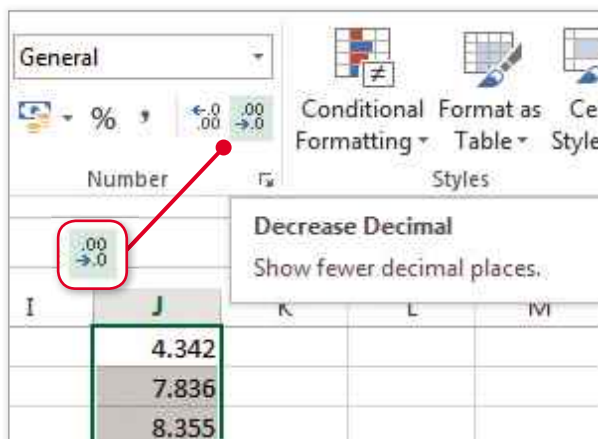 General
% , .0 .00 .00 .0
Conditional Formatting
Format as Table
Ce
Style
Number
Styles
Decrease Decimal
Show fewer decimal places.
.00
.0
I J K L M
4.342
7.836
8.355